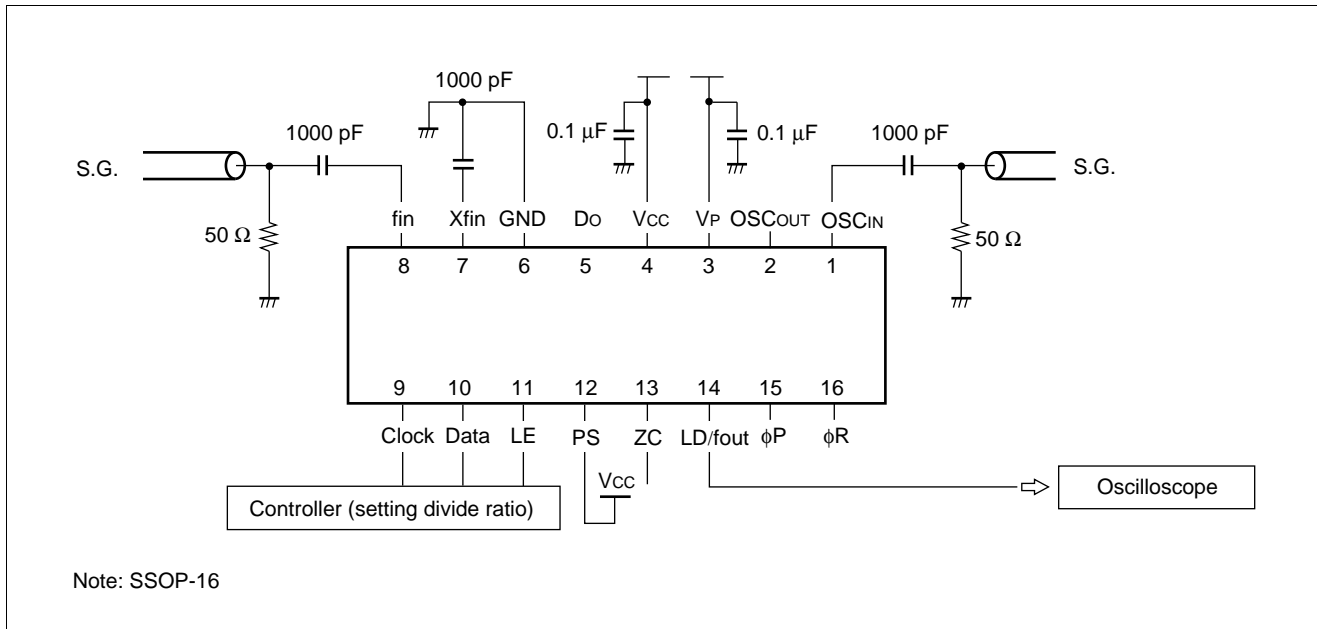 1000 pF
1000 pF
0.1 μF
0.1 μF
1000 pF
S.G.
S.G.
50 Ω
50 Ω
fin Xfin GND DO VCC VP OSCOUT OSCIN
8 7 6 5 4 3 2 1
9 10 11 12 13 14 15 16
Clock Data LE PS ZC LD/fout φP φR
VCC
Controller (setting divide ratio)
Oscilloscope
Note: SSOP-16